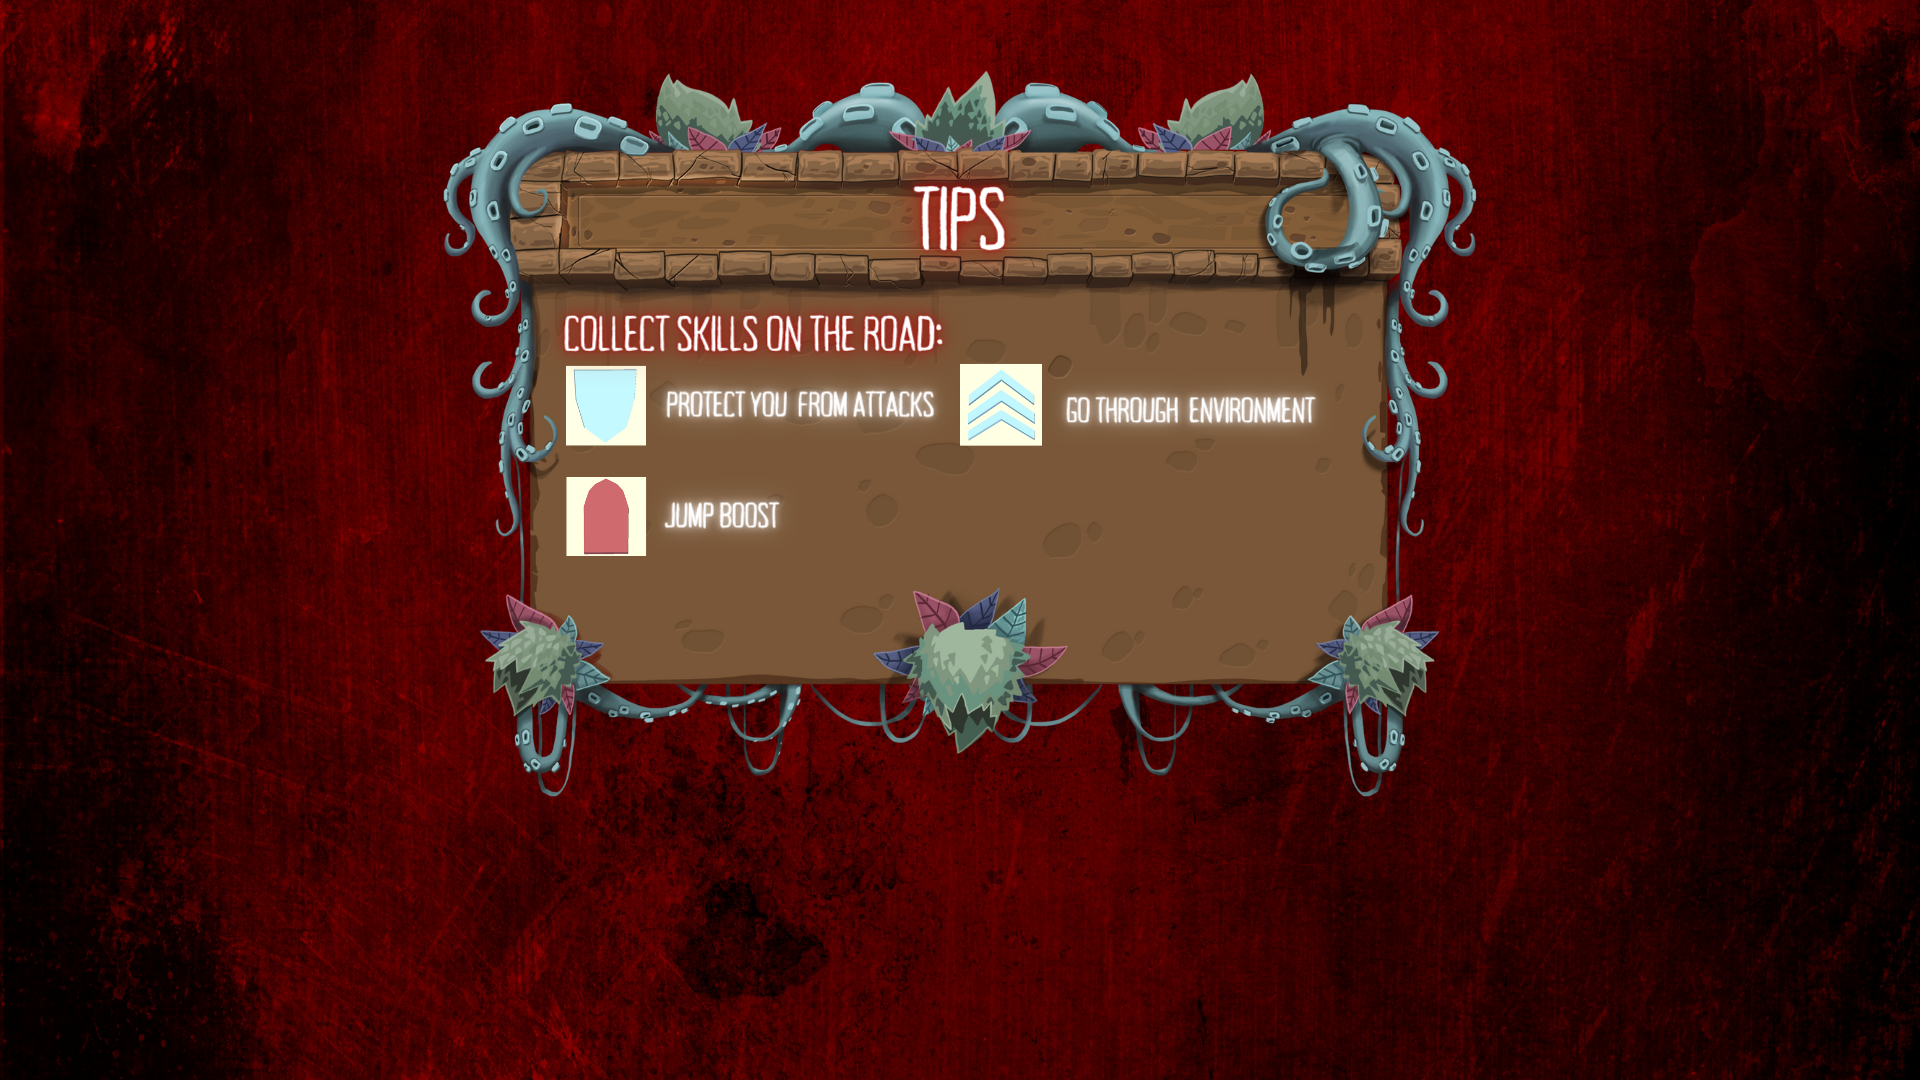 TIPS
COLLECT SKILLS ON THE ROAD:
PROTECT YOU FROM ATTACKS
GO THROUGH ENVIRONMENT
JUMP BOOST